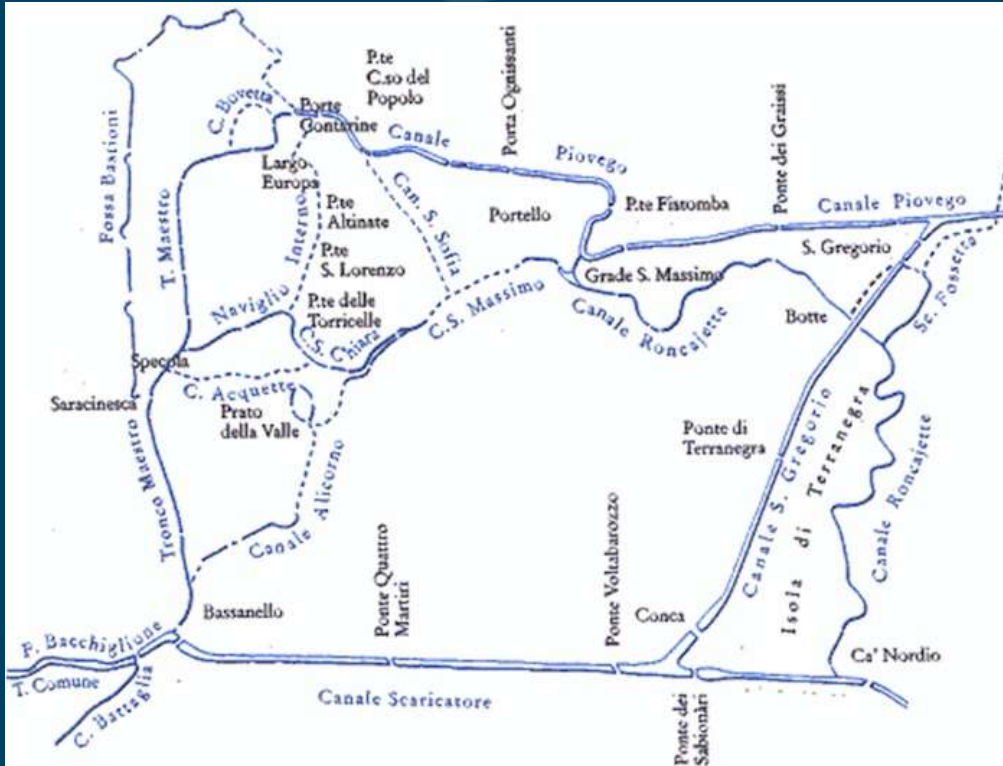 P.te
C.so del
Popolo
Porta Ognissanti
Ponte dei Graissi
C. Bovetta
Porte
Contarine
Canale
Piovego
Fossa Bastioni
T. Maestro
Largo
Europa
Interno
P.te
Altinate
Can. S. Sofia
Portello
P.te Fistomba
Canale Piovego
P.te
S. Lorenzo
S. Gregorio
Grade S. Massimo
Naviglio
P.te delle
Torricelle
C.S. Chiara
C.S. Massimo
Canale Roncajette
Botte
Sc. Fossetta
Specola
C. Acquette
Saracinesca
Prato
della Valle
Ponte di
Terranegra
Tronco Maestro
Canale Alicorno
Canale S. Gregorio
Isola di Terranegra
Canale Roncajette
Bassanello
Ponte Quattro
Martiri
Ponte Voltabarozzo
Conca
F. Bacchiglione
T. Comune
C. Battaglia
Canale Scaricatore
Ca' Nordio
Ponte dei
Sabionàri